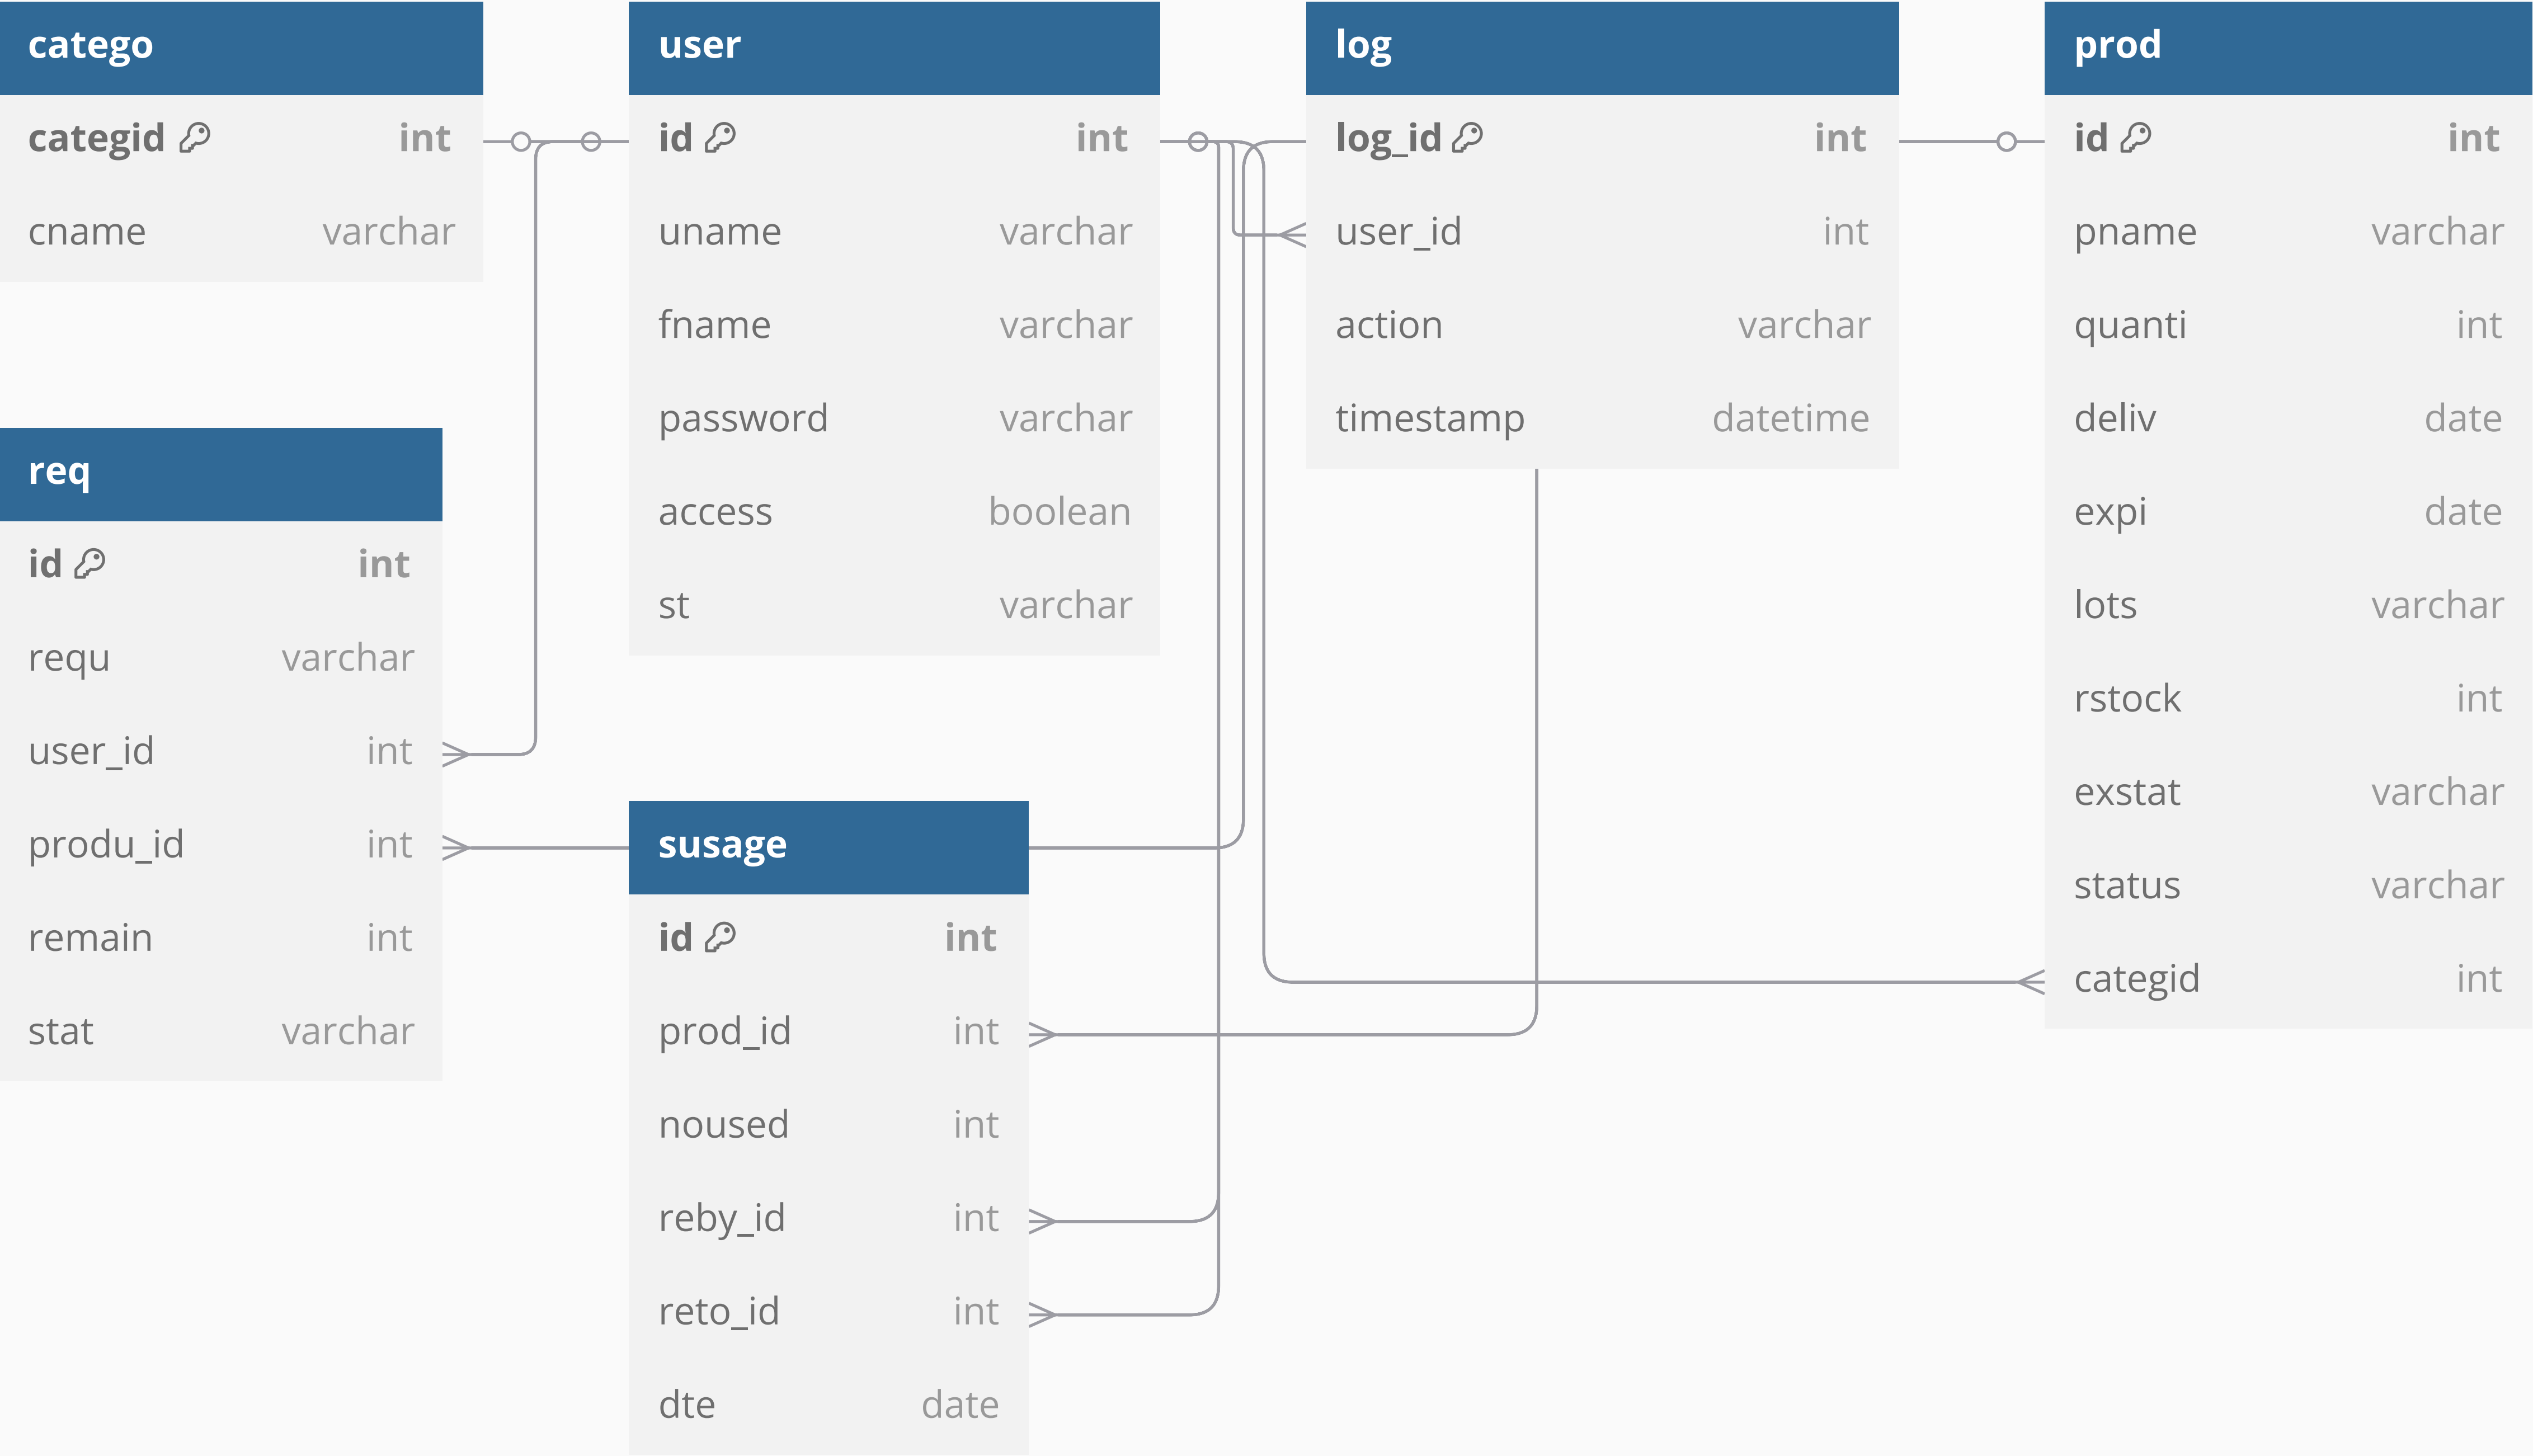 catego
categid int
cname varchar
user
id int
uname varchar
fname varchar
password varchar
access boolean
st varchar
log
log_id int
user_id int
action varchar
timestamp datetime
prod
id int
pname varchar
quanti int
deliv date
expi date
lots varchar
rstock int
exstat varchar
status varchar
categid int
req
id int
requ varchar
user_id int
produ_id int
remain int
stat varchar
susage
id int
prod_id int
noused int
reby_id int
reto_id int
dte date